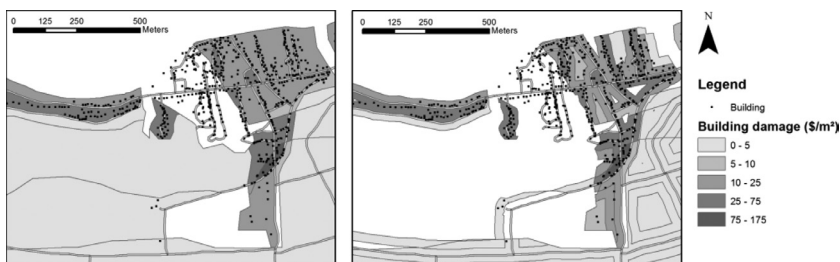 0 125 250 500
Meters
0 125 250 500
Meters
N
Legend
Building
Building damage ($/m²)
0 - 5
5 - 10
10 - 25
25 - 75
75 - 175